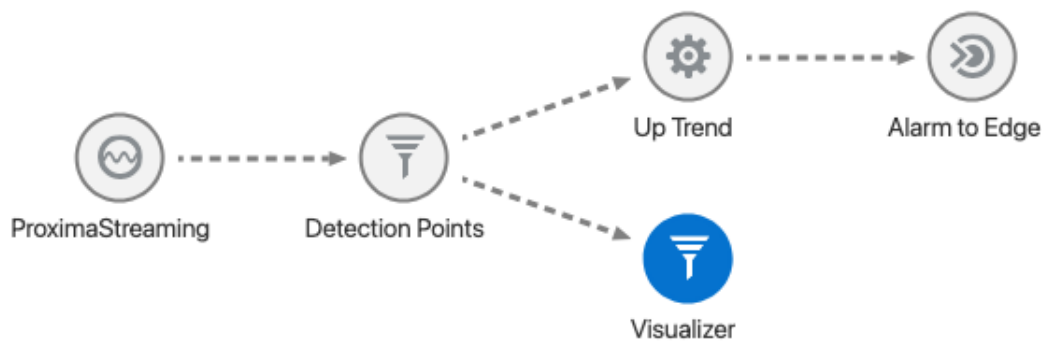 Up Trend
Alarm to Edge
ProximaStreaming
Detection Points
Visualizer